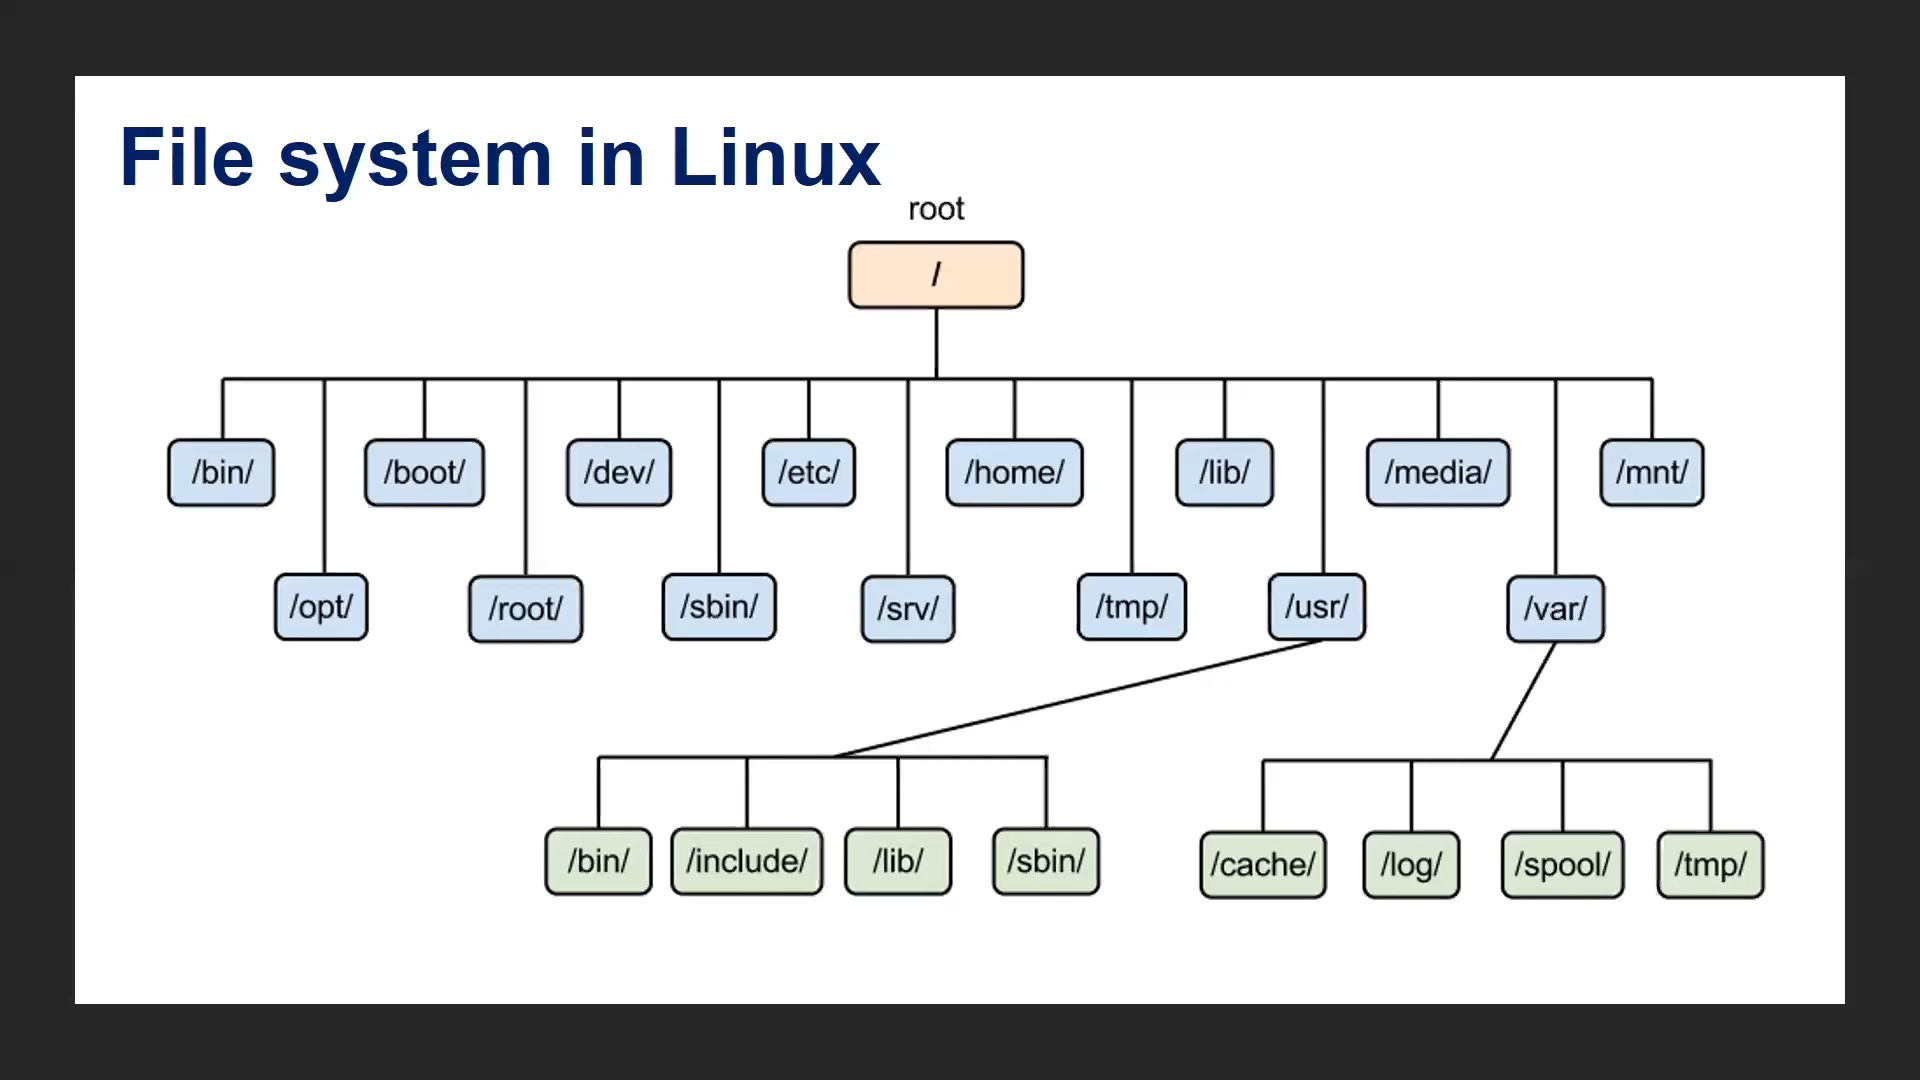 File system in Linux
root
/
/bin/ /boot/ /dev/ /etc/ /home/ /lib/ /media/ /mnt/
/opt/ /root/ /sbin/ /srv/ /tmp/ /usr/ /var/
/bin/ /include/ /lib/ /sbin/ /cache/ /log/ /spool/ /tmp/